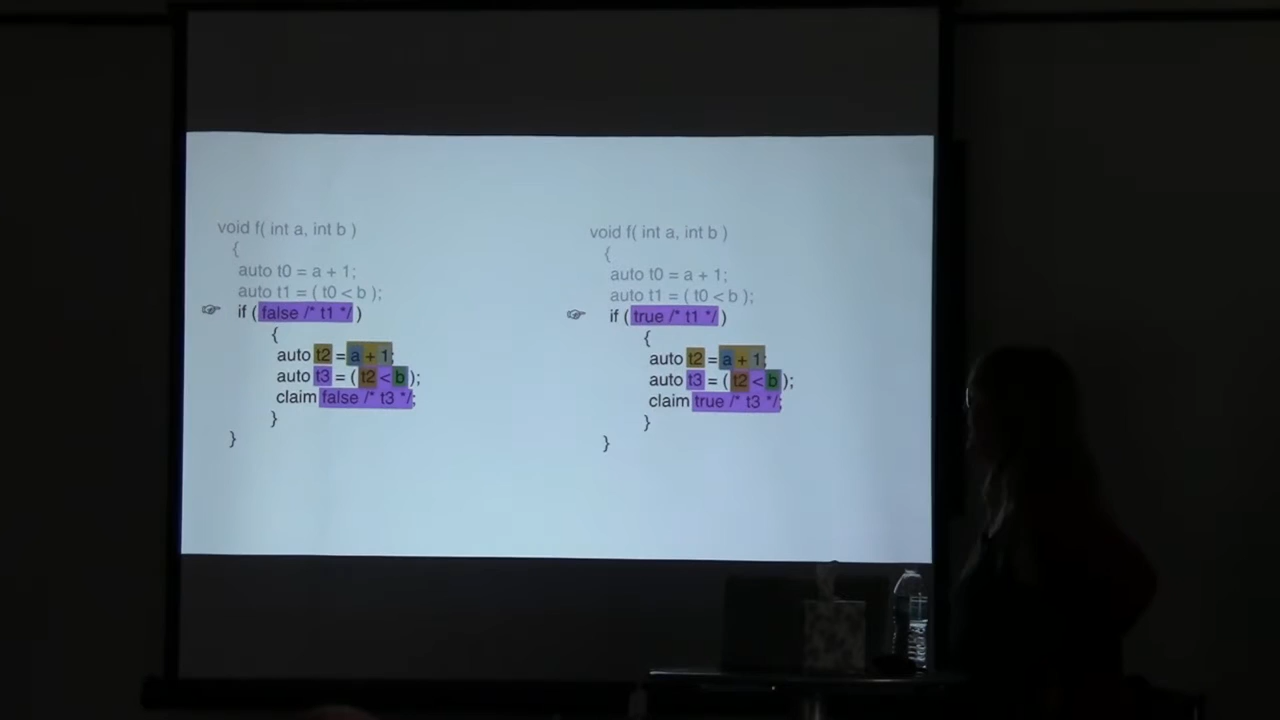 void f( int a, int b )
{
auto t0 = a + 1;
auto t1 = ( t0 < b );
☞ if ( false /* t1 */ )
{
auto t2 = a + 1;
auto t3 = ( t2 < b );
claim false /* t3 */;
}
}
void f( int a, int b )
{
auto t0 = a + 1;
auto t1 = ( t0 < b );
☞ if ( true /* t1 */ )
{
auto t2 = a + 1;
auto t3 = ( t2 < b );
claim true /* t3 */;
}
}